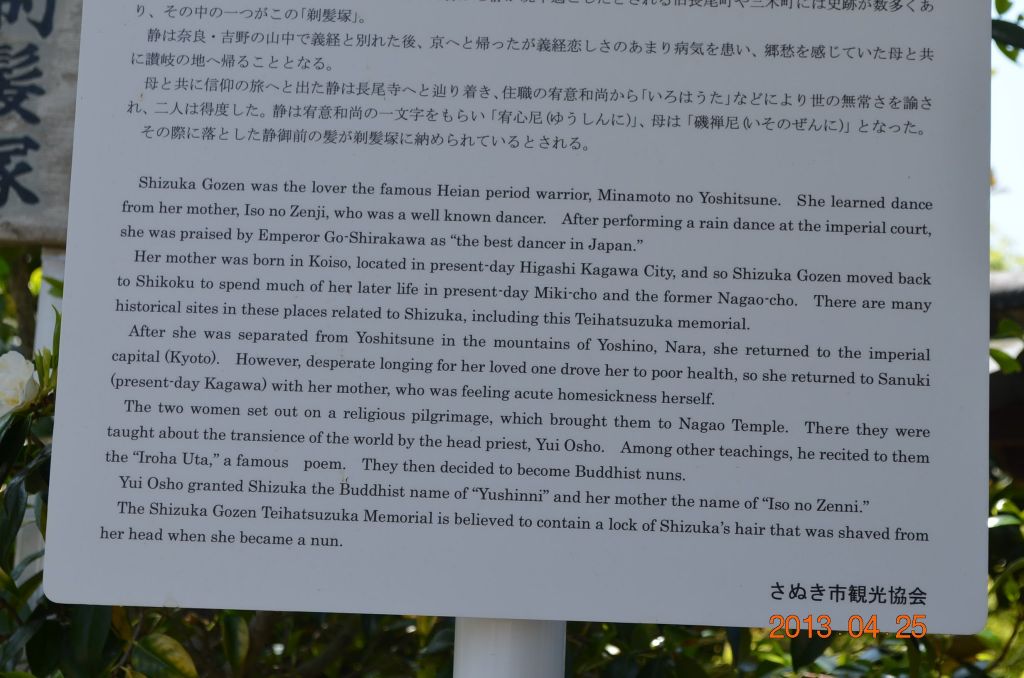 剃髪塚
り、その中の一つがこの「剃髪塚」。
静は奈良・吉野の山中で義経と別れた後、京へと帰ったが義経恋しさのあまり病気を患い、郷愁を感じていた母と共
に讃岐の地へ帰ることとなる。
母と共に信仰の旅へと出た静は長尾寺へと辿り着き、住職の宥意和尚から「いろはうた」などにより世の無常さを諭さ
れ、二人は得度した。静は宥意和尚の一文字をもらい「宥心尼(ゆうしんに)」、母は「磯禅尼(いそのぜんに)」となった。
その際に落とした静御前の髪が剃髪塚に納められているとされる。
Shizuka Gozen was the lover the famous Heian period warrior, Minamoto no Yoshitsune. She learned dance
from her mother, Iso no Zenji, who was a well known dancer. After performing a rain dance at the imperial court,
she was praised by Emperor Go-Shirakawa as “the best dancer in Japan.”
Her mother was born in Koiso, located in present-day Higashi Kagawa City, and so Shizuka Gozen moved back
to Shikoku to spend much of her later life in present-day Miki-cho and the former Nagao-cho. There are many
historical sites in these places related to Shizuka, including this Teihatsuzuka memorial.
After she was separated from Yoshitsune in the mountains of Yoshino, Nara, she returned to the imperial
capital (Kyoto). However, desperate longing for her loved one drove her to poor health, so she returned to Sanuki
(present-day Kagawa) with her mother, who was feeling acute homesickness herself.
The two women set out on a religious pilgrimage, which brought them to Nagao Temple. There they were
taught about the transience of the world by the head priest, Yui Osho. Among other teachings, he recited to them
the “Iroha Uta,” a famous poem. They then decided to become Buddhist nuns.
Yui Osho granted Shizuka the Buddhist name of “Yushinni” and her mother the name of “Iso no Zenni.”
The Shizuka Gozen Teihatsuzuka Memorial is believed to contain a lock of Shizuka’s hair that was shaved from
her head when she became a nun.
さぬき市観光協会
2013 04 25